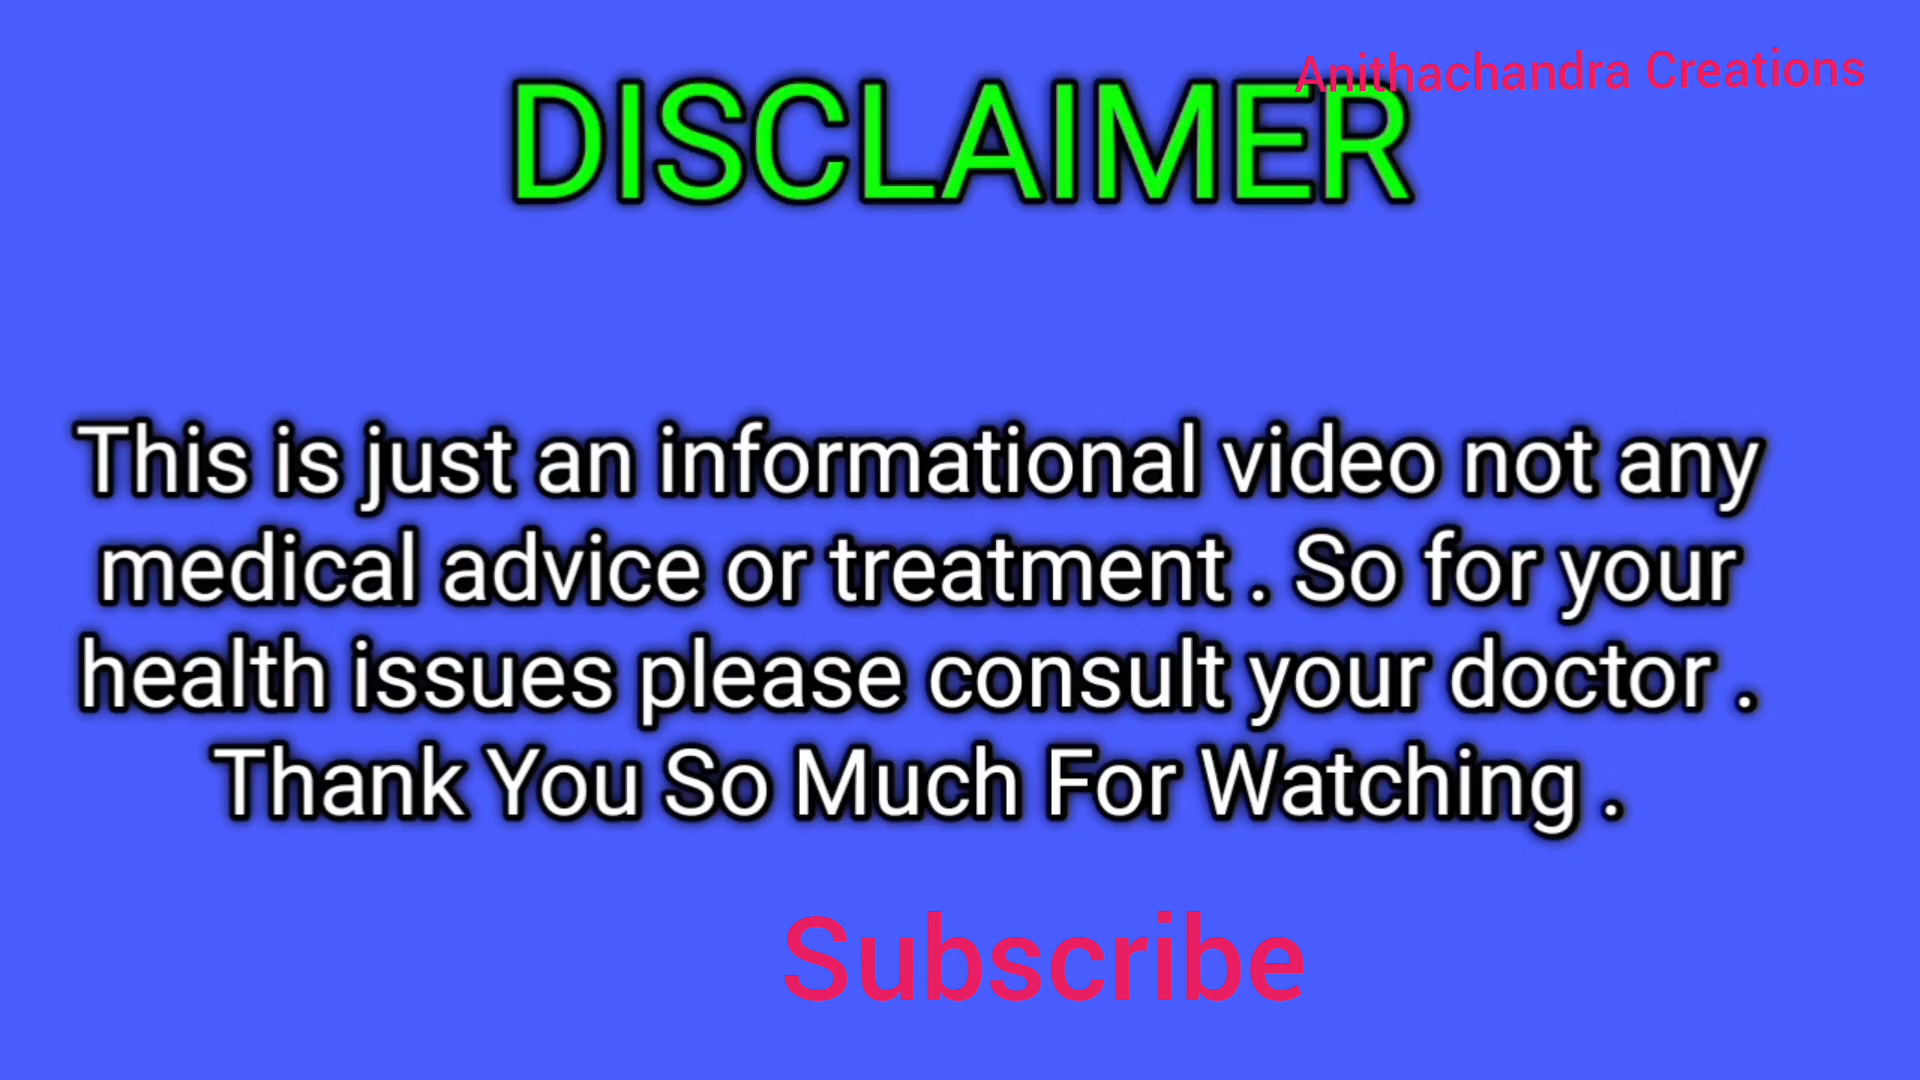 Anithachandra Creations
DISCLAIMER
This is just an informational video not any
medical advice or treatment . So for your
health issues please consult your doctor .
Thank You So Much For Watching .
Subscribe